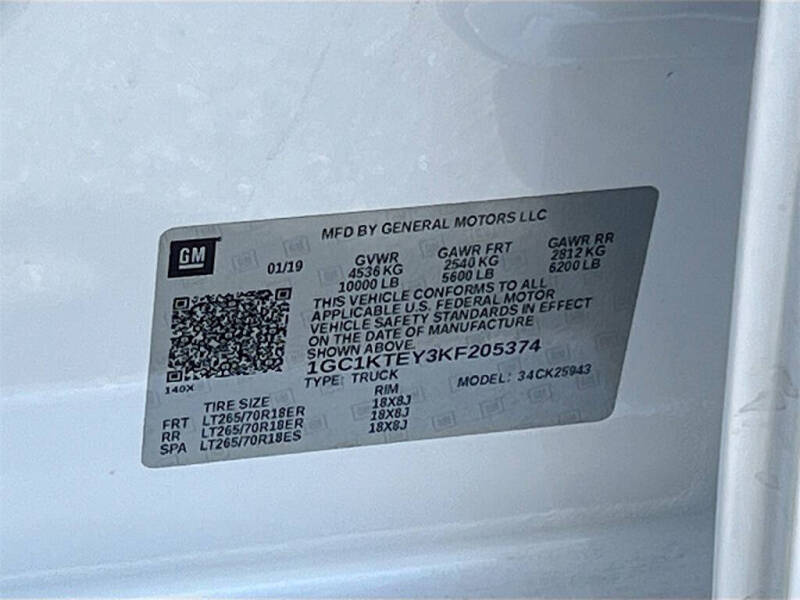 MFD BY GENERAL MOTORS LLC
GM
01/19
GVWR GAWR FRT GAWR RR
4536 KG 2540 KG 2812 KG
10000 LB 5600 LB 6200 LB
THIS VEHICLE CONFORMS TO ALL
APPLICABLE U.S. FEDERAL MOTOR
VEHICLE SAFETY STANDARDS IN EFFECT
ON THE DATE OF MANUFACTURE
SHOWN ABOVE.
1GC1KTEY3KF205374
140X
TYPE: TRUCK MODEL: 34CK25943
TIRE SIZE RIM
FRT LT265/70R18ER 18X8J
RR LT265/70R18ER 18X8J
SPA LT265/70R18ES 18X8J